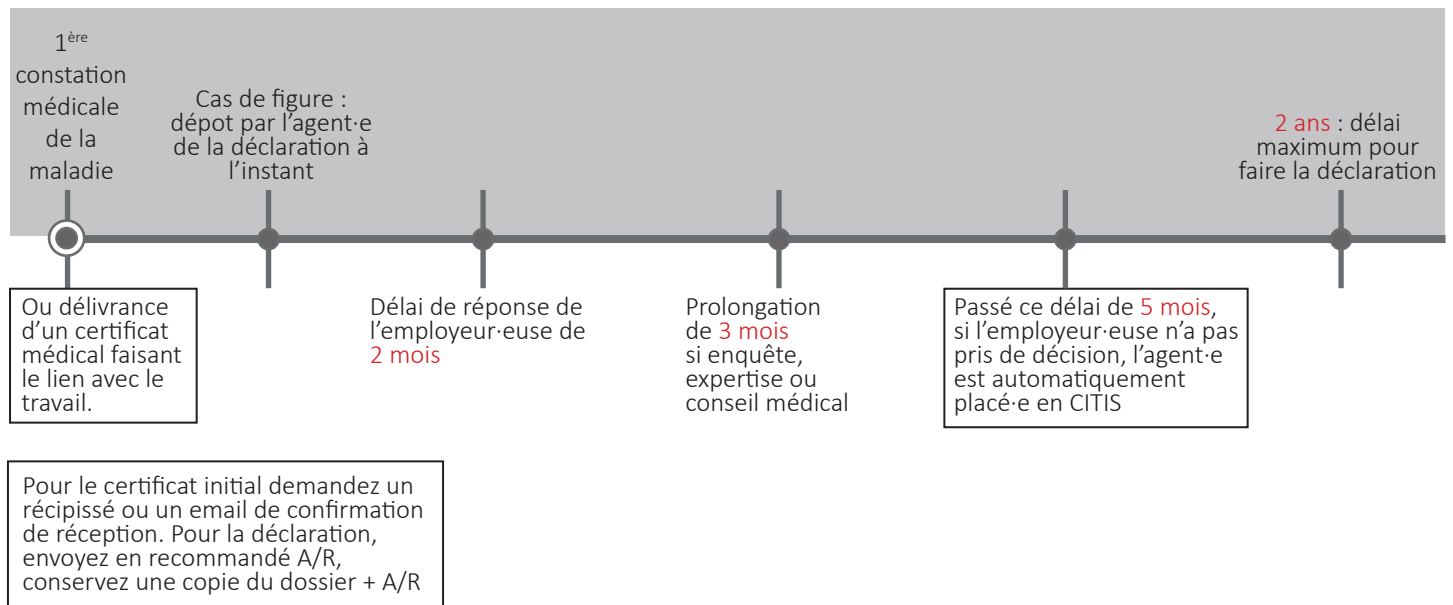 1ère
constation
médicale
de la
maladie
Cas de figure :
dépot par l'agent·e
de la déclaration à
l'instant
2 ans : délai
maximum pour
faire la déclaration
Ou délivrance
d'un certificat
médical faisant
le lien avec le
travail.
Délai de réponse de
l'employeur·euse de
2 mois
Prolongation
de 3 mois
si enquête,
expertise ou
conseil médical
Passé ce délai de 5 mois,
si l'employeur·euse n'a pas
pris de décision, l'agent·e
est automatiquement
placé·e en CITIS
Pour le certificat initial demandez un
récipissé ou un email de confirmation
de réception. Pour la déclaration,
envoyez en recommandé A/R,
conservez une copie du dossier + A/R